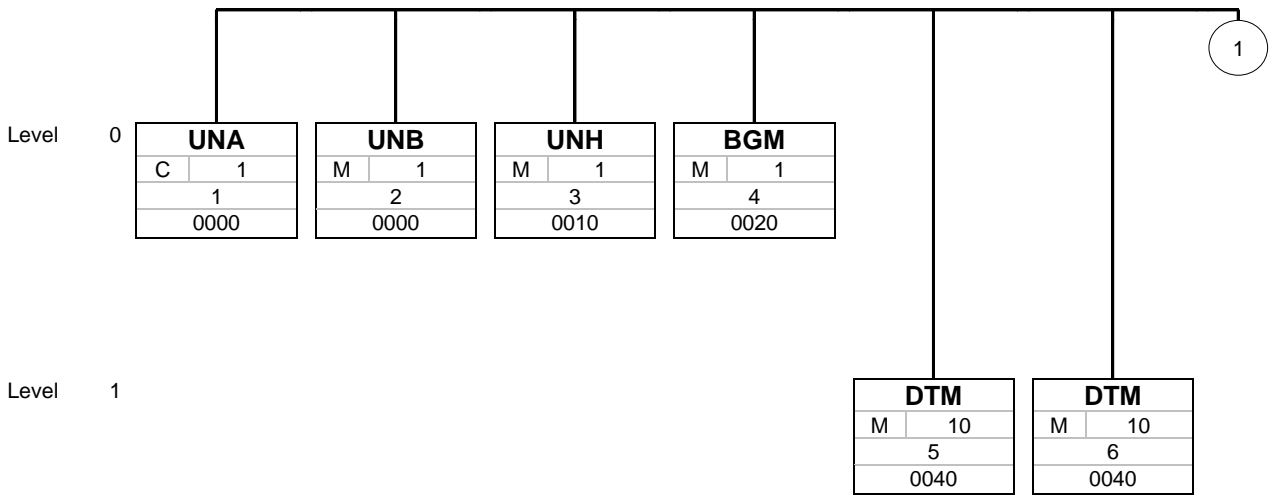 1
Level 0
UNA UNB UNH BGM
C 1 M 1 M 1 M 1
1 2 3 4
0000 0000 0010 0020
Level 1
DTM DTM
M 10 M 10
5 6
0040 0040